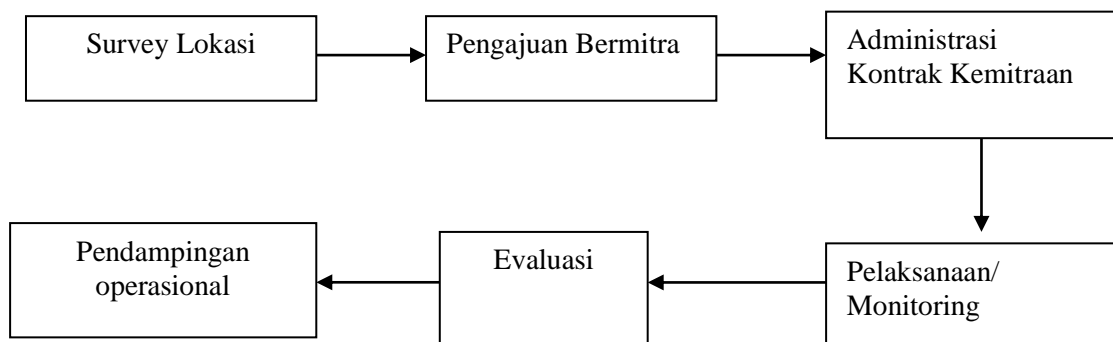 Survey Lokasi
Pengajuan Bermitra
Administrasi
Kontrak Kemitraan
Pendampingan
operasional
Evaluasi
Pelaksanaan/
Monitoring